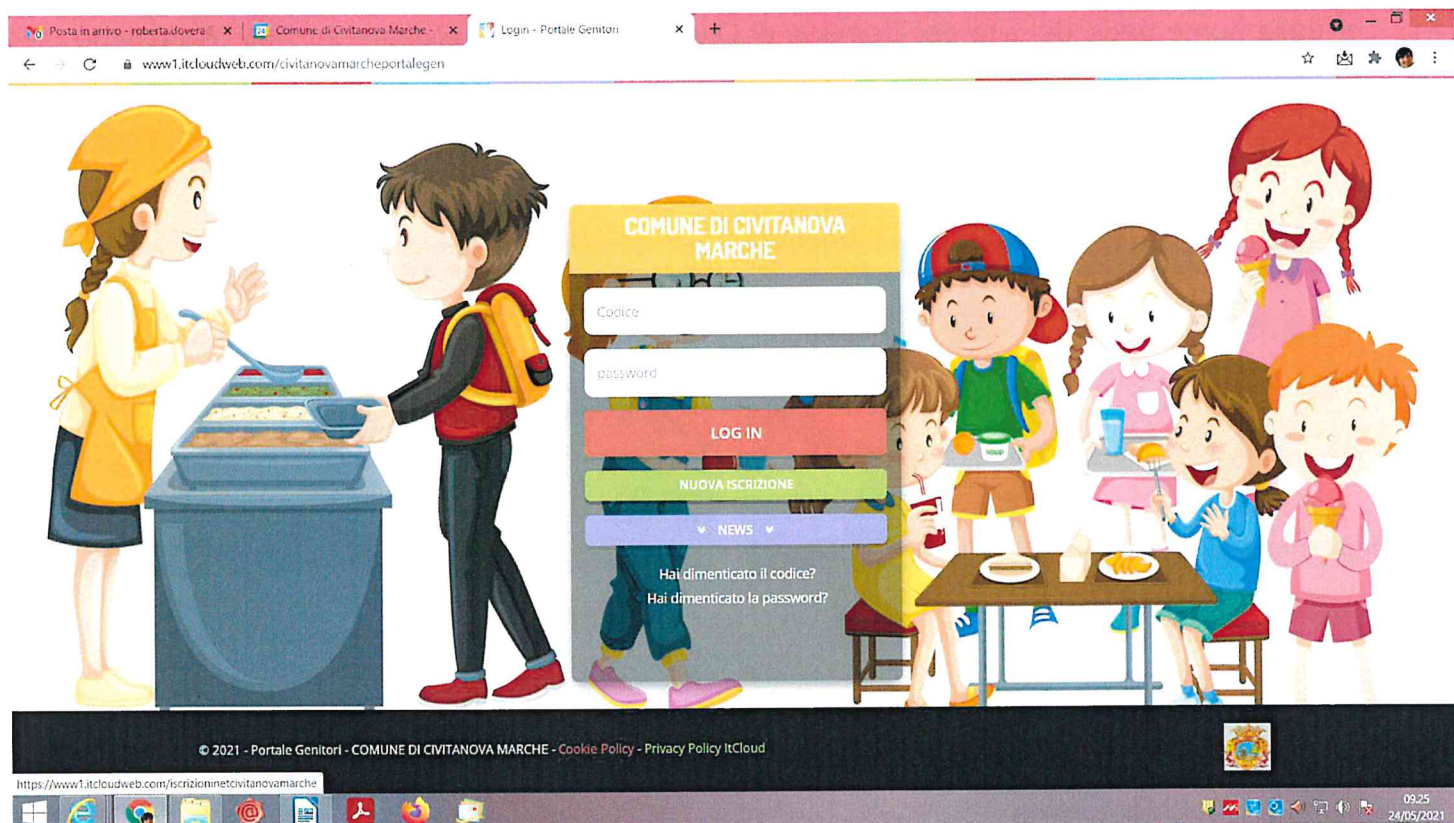 Posta in arrivo - roberta.dovera
Comune di Civitanova Marche -
Login - Portale Genitori
www1.itcloudweb.com/civitanovamarcheportalegen
COMUNE DI CIVITANOVA
MARCHE
Codice
password
LOG IN
NUOVA ISCRIZIONE
NEWS
Hai dimenticato il codice?
Hai dimenticato la password?
SOUP
© 2021 - Portale Genitori - COMUNE DI CIVITANOVA MARCHE - Cookie Policy - Privacy Policy ItCloud
https://www1.itcloudweb.com/iscrizioninetcivitanovamarche
09.25
24/05/2021